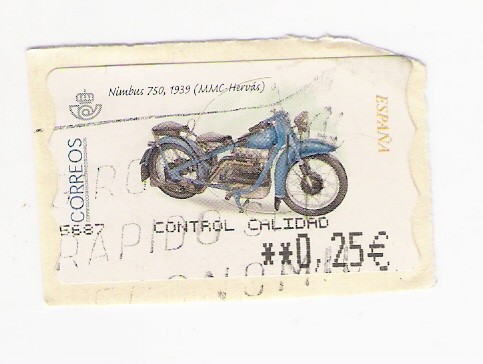 Nimbus 750, 1939 (MMC-Hervás)
CORREOS
ESPAÑA
5687 CONTROL CALIDAD
**0,25€
RAPIDO